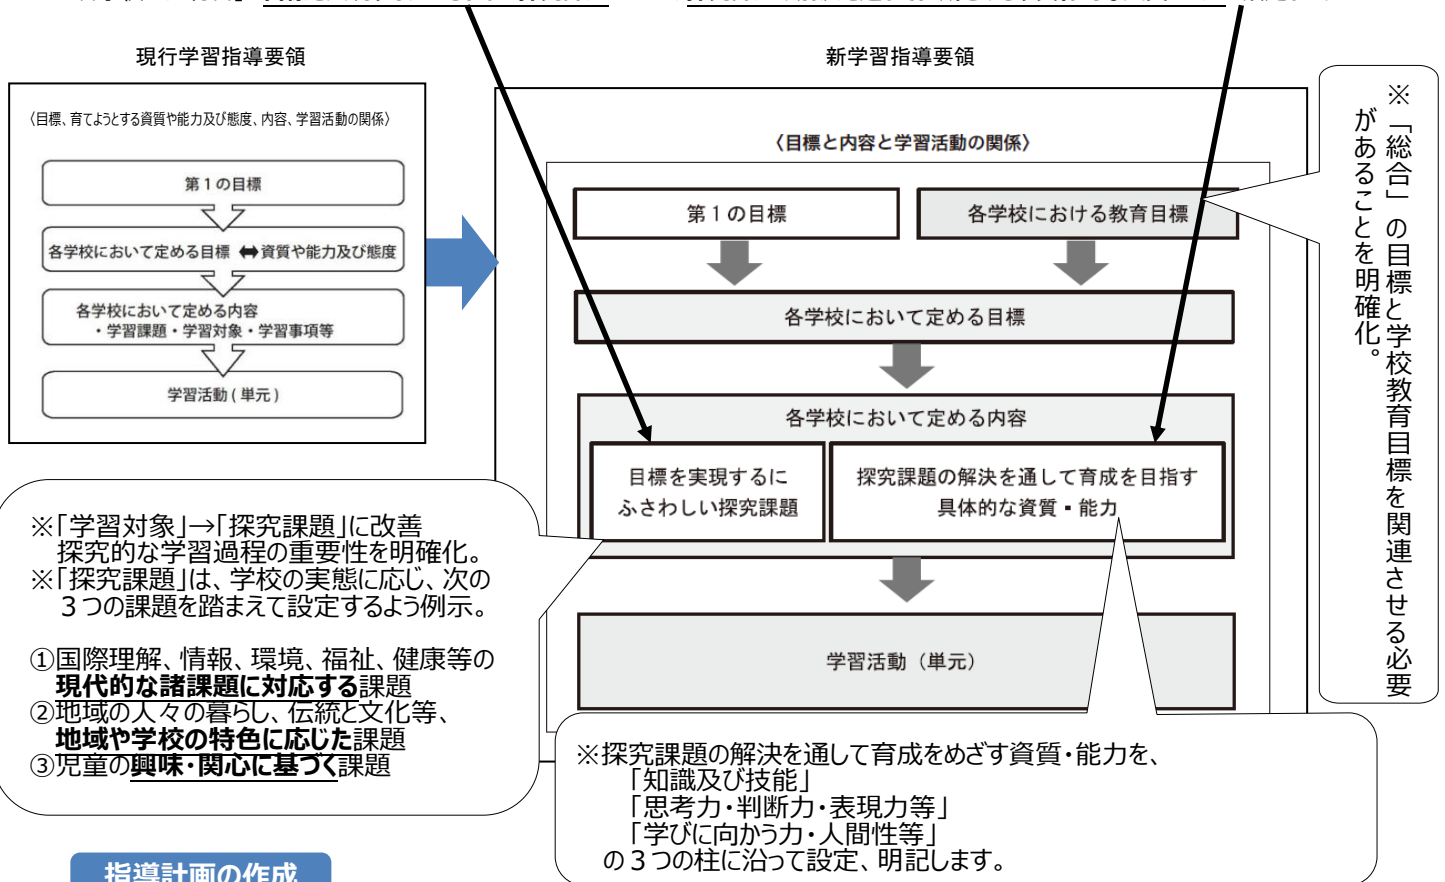 現行学習指導要領
〈目標、育てようとする資質や能力及び態度、内容、学習活動の関係〉
第１の目標
各学校において定める目標 ⬌ 資質や能力及び態度
各学校において定める内容
・学習課題・学習対象・学習事項等
学習活動(単元)
新学習指導要領
〈目標と内容と学習活動の関係〉
第１の目標
各学校における教育目標
各学校において定める目標
各学校において定める内容
目標を実現するに
ふさわしい探究課題
探究課題の解決を通して育成を目指す
具体的な資質・能力
学習活動（単元）
※「総合」の目標と学校教育目標を関連させる必要
があることを明確化。
※「学習対象」→「探究課題」に改善
探究的な学習過程の重要性を明確化。
※「探究課題」は、学校の実態に応じ、次の
３つの課題を踏まえて設定するよう例示。
①国際理解、情報、環境、福祉、健康等の
現代的な諸課題に対応する課題
②地域の人々の暮らし、伝統と文化等、
地域や学校の特色に応じた課題
③児童の興味・関心に基づく課題
※探究課題の解決を通して育成をめざす資質・能力を、
「知識及び技能」
「思考力・判断力・表現力等」
「学びに向かう力・人間性等」
の３つの柱に沿って設定、明記します。
指導計画の作成